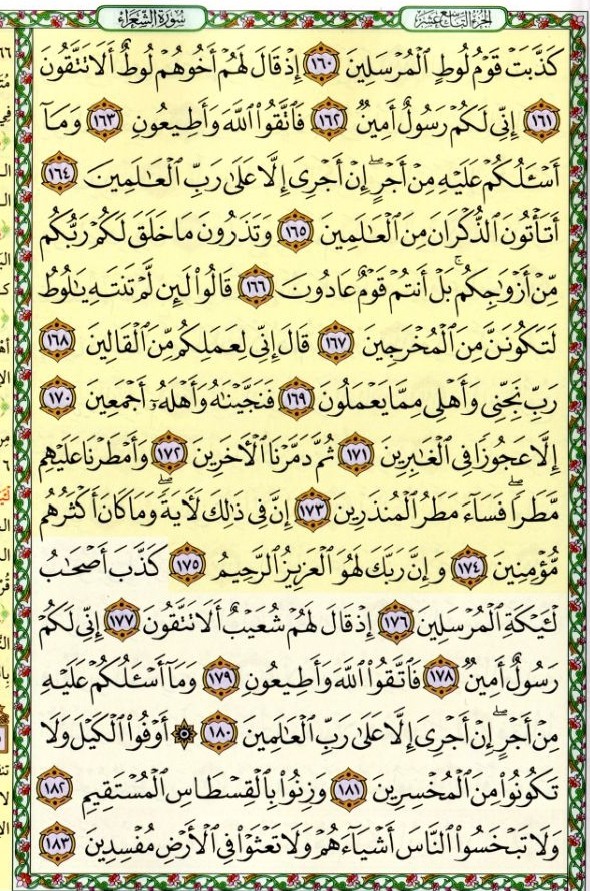 الجزء التاسع عشر
سورة الشعراء
كَذَّبَتْ قَوْمُ لُوطٍ ٱلْمُرْسَلِينَ ١٦٠ إِذْ قَالَ لَهُمْ أَخُوهُمْ لُوطٌ أَلَا تَتَّقُونَ
١٦١ إِنِّي لَكُمْ رَسُولٌ أَمِينٌ ١٦٢ فَٱتَّقُوا۟ ٱللَّهَ وَأَطِيعُونِ ١٦٣ وَمَآ
أَسْـَٔلُكُمْ عَلَيْهِ مِنْ أَجْرٍ ۖ إِنْ أَجْرِىَ إِلَّا عَلَىٰ رَبِّ ٱلْعَـٰلَمِينَ ١٦٤
أَتَأْتُونَ ٱلذُّكْرَانَ مِنَ ٱلْعَـٰلَمِينَ ١٦٥ وَتَذَرُونَ مَا خَلَقَ لَكُمْ رَبُّكُم
مِّنْ أَزْوَٰجِكُم ۚ بَلْ أَنتُمْ قَوْمٌ عَادُونَ ١٦٦ قَالُوا۟ لَئِن لَّمْ تَنتَهِ يَـٰلُوطُ
لَتَكُونَنَّ مِنَ ٱلْمُخْرَجِينَ ١٦٧ قَالَ إِنِّى لِعَمَلِكُم مِّنَ ٱلْقَالِينَ ١٦٨
رَبِّ نَجِّنِى وَأَهْلِى مِمَّا يَعْمَلُونَ ١٦٩ فَنَجَّيْنَـٰهُ وَأَهْلَهُۥٓ أَجْمَعِينَ ١٧٠
إِلَّا عَجُوزًا فِى ٱلْغَـٰبِرِينَ ١٧١ ثُمَّ دَمَّرْنَا ٱلْـَٔاخَرِينَ ١٧٢ وَأَمْطَرْنَا عَلَيْهِم
مَّطَرًا ۖ فَسَآءَ مَطَرُ ٱلْمُنذَرِينَ ١٧٣ إِنَّ فِى ذَٰلِكَ لَـَٔايَةً ۖ وَمَا كَانَ أَكْثَرُهُم
مُّؤْمِنِينَ ١٧٤ وَإِنَّ رَبَّكَ لَهُوَ ٱلْعَزِيزُ ٱلرَّحِيمُ ١٧٥ كَذَّبَ أَصْحَـٰبُ
لْـَٔيْكَةِ ٱلْمُرْسَلِينَ ١٧٦ إِذْ قَالَ لَهُمْ شُعَيْبٌ أَلَا تَتَّقُونَ ١٧٧ إِنِّى لَكُمْ
رَسُولٌ أَمِينٌ ١٧٨ فَٱتَّقُوا۟ ٱللَّهَ وَأَطِيعُونِ ١٧٩ وَمَآ أَسْـَٔلُكُمْ عَلَيْهِ
مِنْ أَجْرٍ ۖ إِنْ أَجْرِىَ إِلَّا عَلَىٰ رَبِّ ٱلْعَـٰلَمِينَ ١٨٠ ۞ أَوْفُوا۟ ٱلْكَيْلَ وَلَا
تَكُونُوا۟ مِنَ ٱلْمُخْسِرِينَ ١٨١ وَزِنُوا۟ بِٱلْقِسْطَاسِ ٱلْمُسْتَقِيمِ ١٨٢
وَلَا تَبْخَسُوا۟ ٱلنَّاسَ أَشْيَآءَهُمْ وَلَا تَعْثَوْا۟ فِى ٱلْأَرْضِ مُفْسِدِينَ ١٨٣